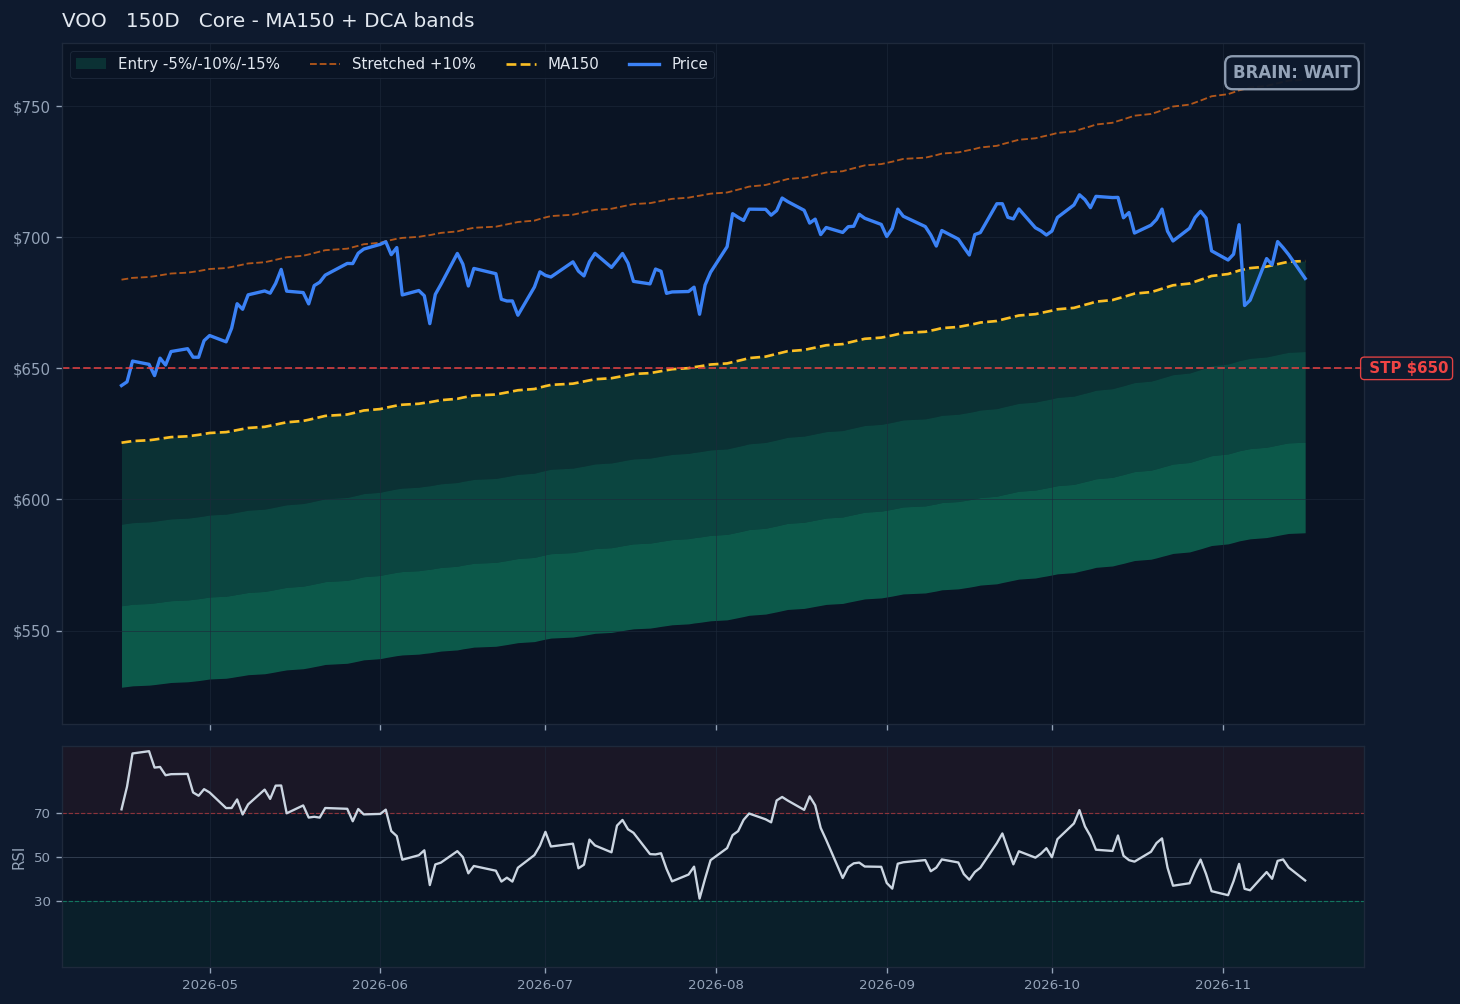 VOO   150D   Core - MA150 + DCA bands
Entry -5%/-10%/-15%
Stretched +10%
MA150
Price
BRAIN: WAIT
$750
$700
$650
STP $650
$600
$550
RSI
70
50
30
2026-05
2026-06
2026-07
2026-08
2026-09
2026-10
2026-11